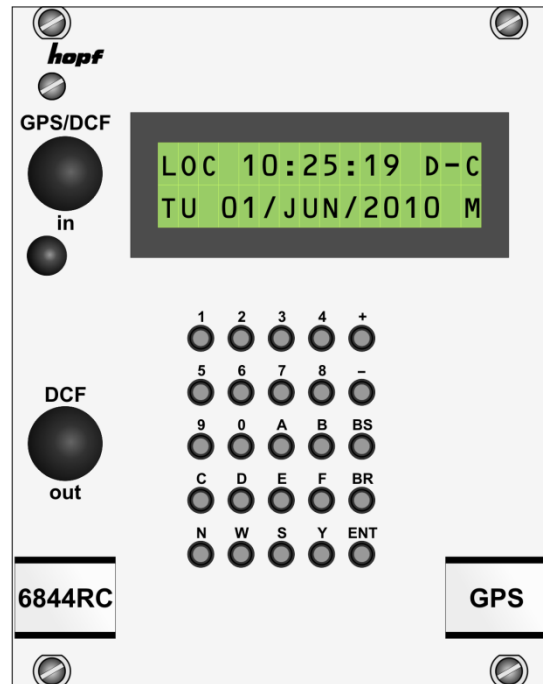 hopf
GPS/DCF
in
LOC 10:25:19 D-C
TU 01/JUN/2010 M
1 2 3 4 +
5 6 7 8 –
DCF
9 0 A B BS
out
C D E F BR
N W S Y ENT
6844RC
GPS